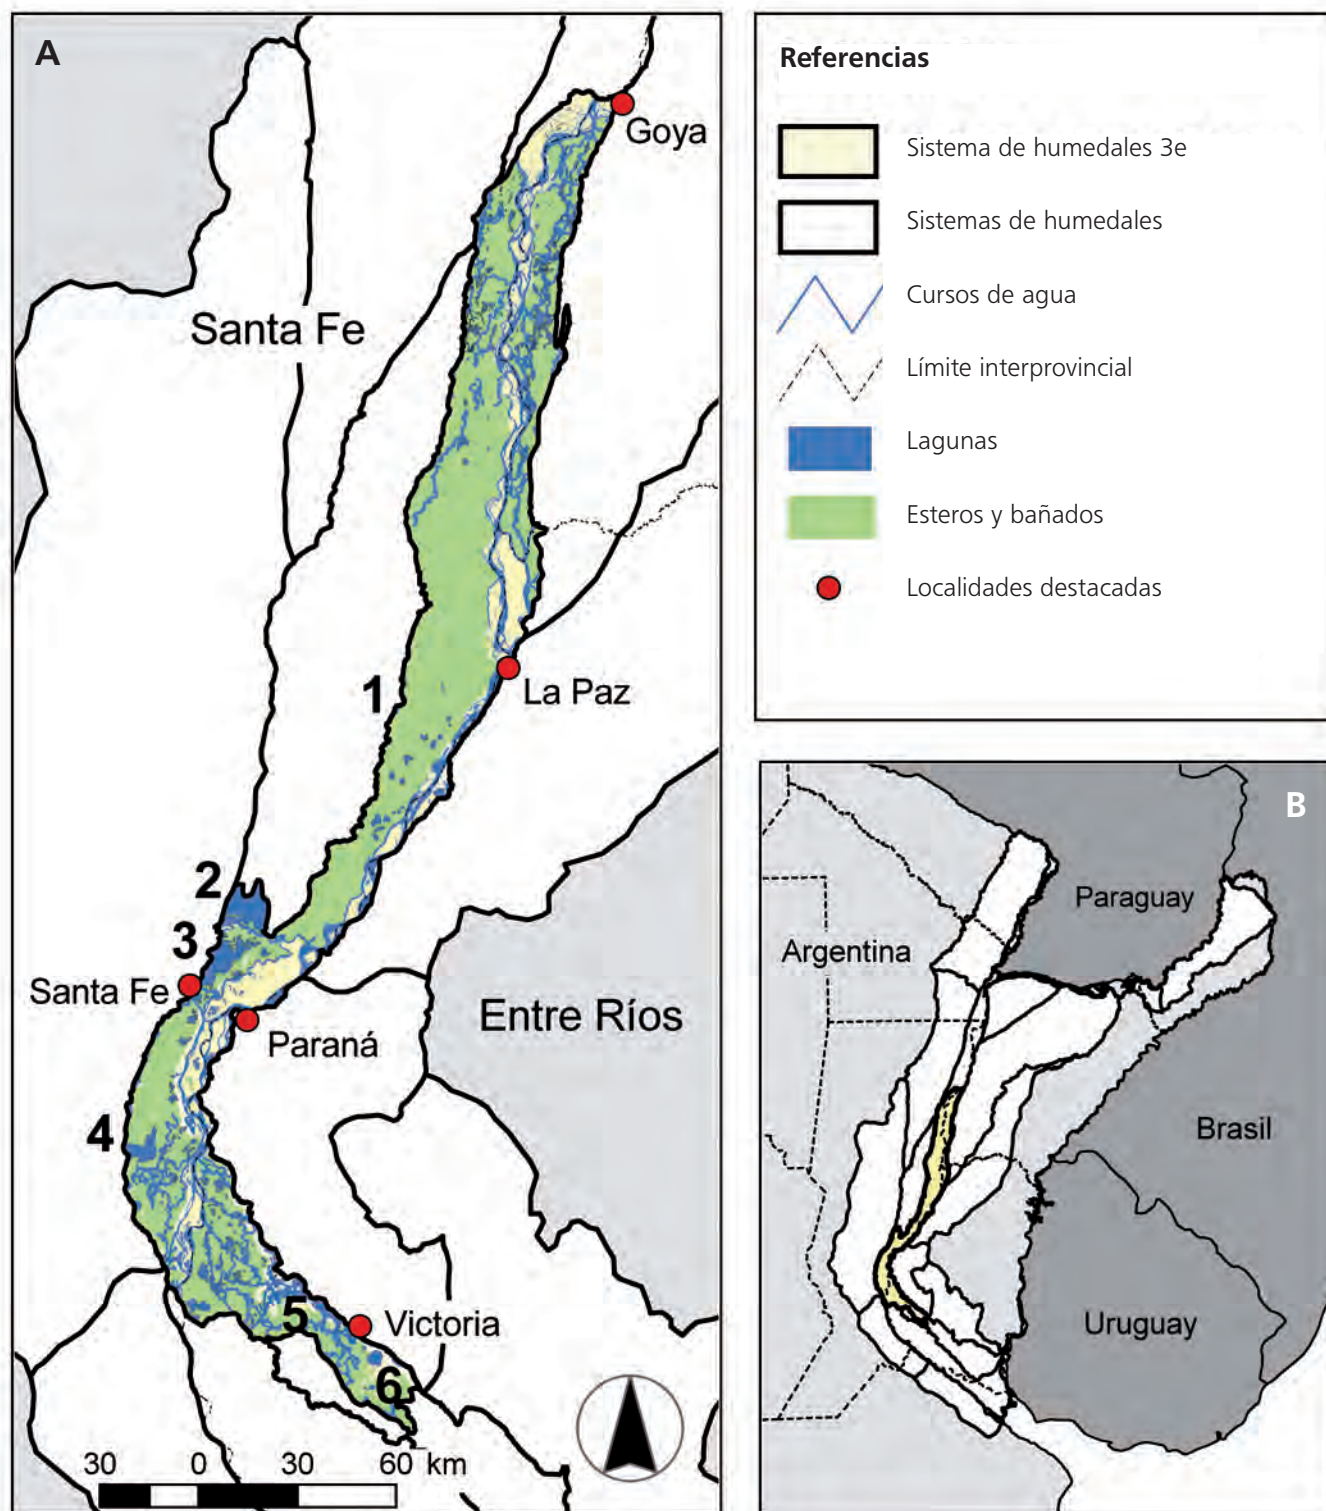 A
Goya
Santa Fe
1
La Paz
2
3
Santa Fe
Paraná
Entre Ríos
4
5
Victoria
6
30 0 30 60 km
Referencias
Sistema de humedales 3e
Sistemas de humedales
Cursos de agua
Límite interprovincial
Lagunas
Esteros y bañados
Localidades destacadas
B
Paraguay
Argentina
Brasil
Uruguay